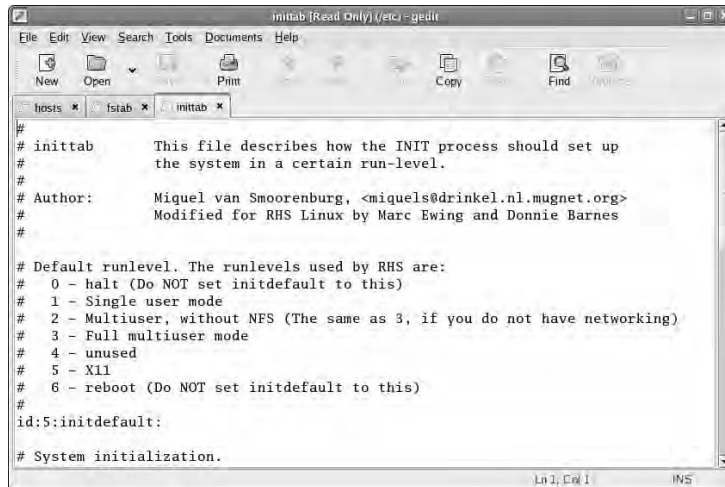 inittab [Read Only] (/etc) - gedit
File Edit View Search Tools Documents Help
New Open Print Copy Find
hosts fstab inittab
#
# inittab This file describes how the INIT process should set up
# the system in a certain run-level.
#
# Author: Miquel van Smoorenburg, <miquels@drinkel.nl.mugnet.org>
# Modified for RHS Linux by Marc Ewing and Donnie Barnes
#
# Default runlevel. The runlevels used by RHS are:
# 0 - halt (Do NOT set initdefault to this)
# 1 - Single user mode
# 2 - Multiuser, without NFS (The same as 3, if you do not have networking)
# 3 - Full multiuser mode
# 4 - unused
# 5 - X11
# 6 - reboot (Do NOT set initdefault to this)
#
id:5:initdefault:
# System initialization.
Ln 1, Col 1 INS